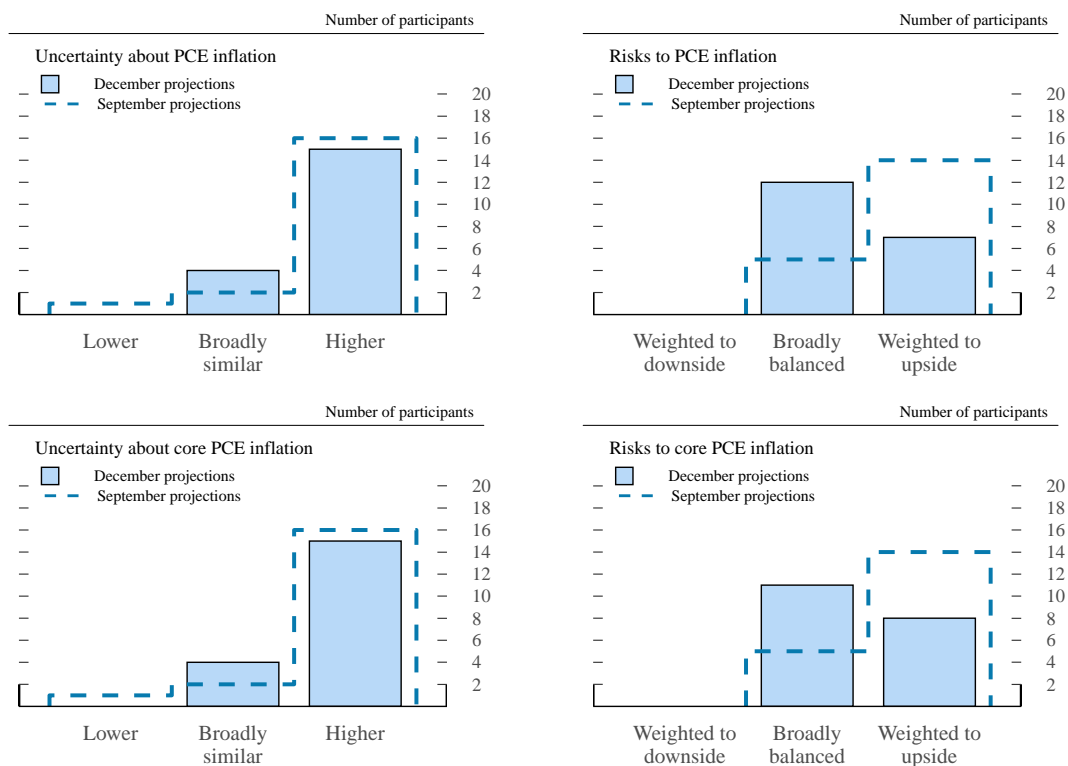 Number of participants
Uncertainty about PCE inflation
December projections
September projections
20
18
16
14
12
10
8
6
4
2
Lower
Broadly
similar
Higher
Number of participants
Risks to PCE inflation
December projections
September projections
20
18
16
14
12
10
8
6
4
2
Weighted to
downside
Broadly
balanced
Weighted to
upside
Number of participants
Uncertainty about core PCE inflation
December projections
September projections
20
18
16
14
12
10
8
6
4
2
Lower
Broadly
similar
Higher
Number of participants
Risks to core PCE inflation
December projections
September projections
20
18
16
14
12
10
8
6
4
2
Weighted to
downside
Broadly
balanced
Weighted to
upside